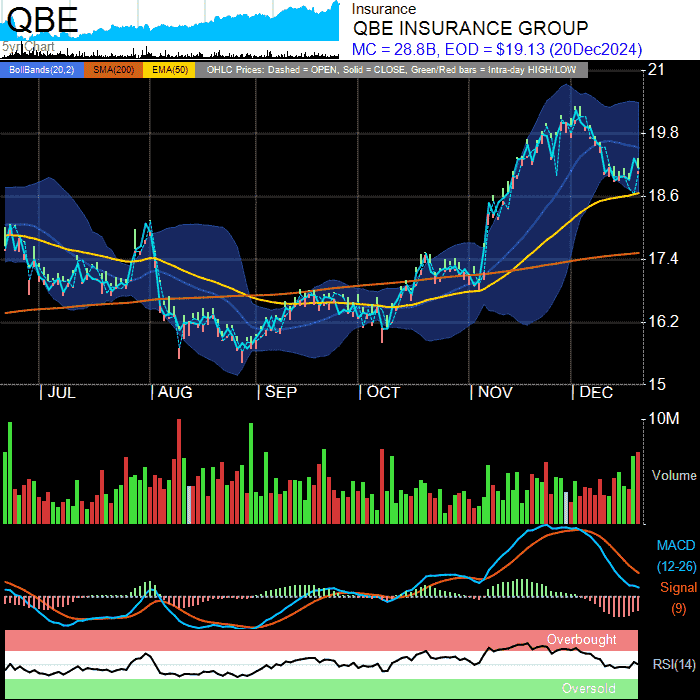 QBE
5yr Chart
Insurance
QBE INSURANCE GROUP
MC = 28.8B, EOD = $19.13 (20Dec2024)
BollBands(20,2) SMA(200) EMA(50) OHLC Prices: Dashed = OPEN, Solid = CLOSE, Green/Red bars = Intra-day HIGH/LOW
21
19.8
18.6
17.4
16.2
15
JUL AUG SEP OCT NOV DEC
10M
Volume
MACD
(12-26)
Signal
(9)
Overbought
RSI(14)
Oversold